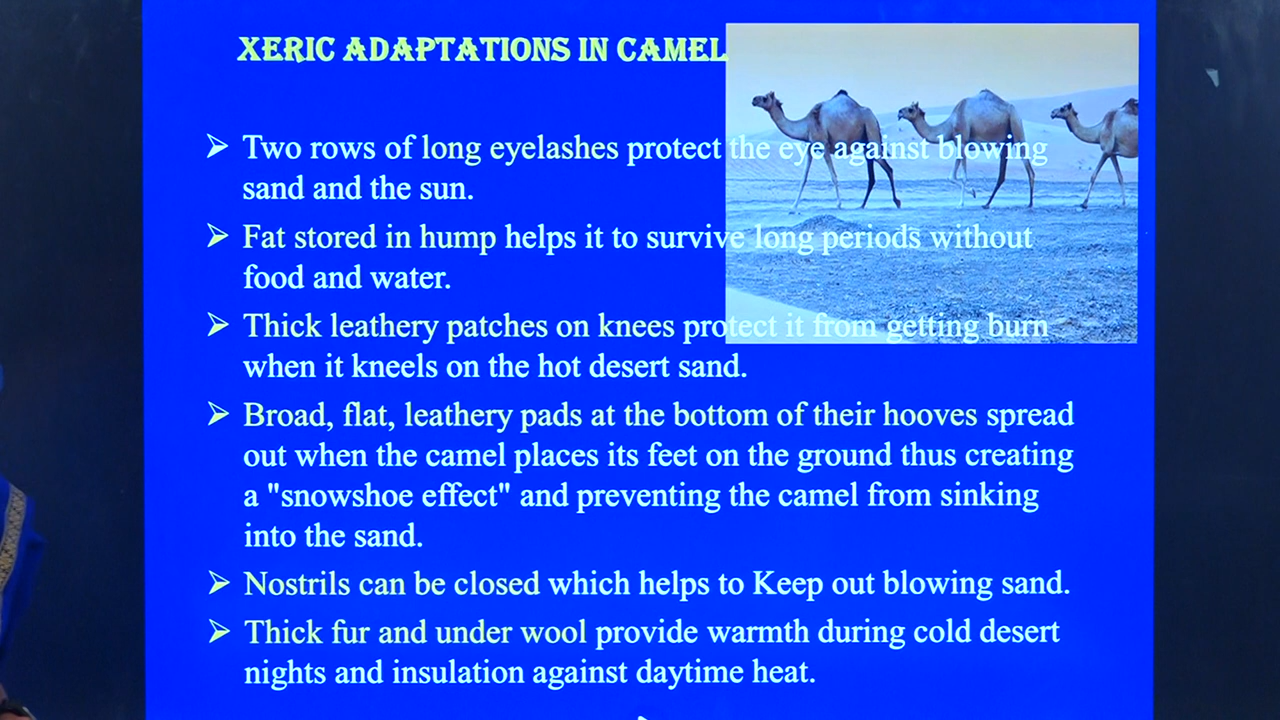 XERIC ADAPTATIONS IN CAMEL
➢ Two rows of long eyelashes protect the eye against blowing
sand and the sun.
➢ Fat stored in hump helps it to survive long periods without
food and water.
➢ Thick leathery patches on knees protect it from getting burn
when it kneels on the hot desert sand.
➢ Broad, flat, leathery pads at the bottom of their hooves spread
out when the camel places its feet on the ground thus creating
a "snowshoe effect" and preventing the camel from sinking
into the sand.
➢ Nostrils can be closed which helps to Keep out blowing sand.
➢ Thick fur and under wool provide warmth during cold desert
nights and insulation against daytime heat.